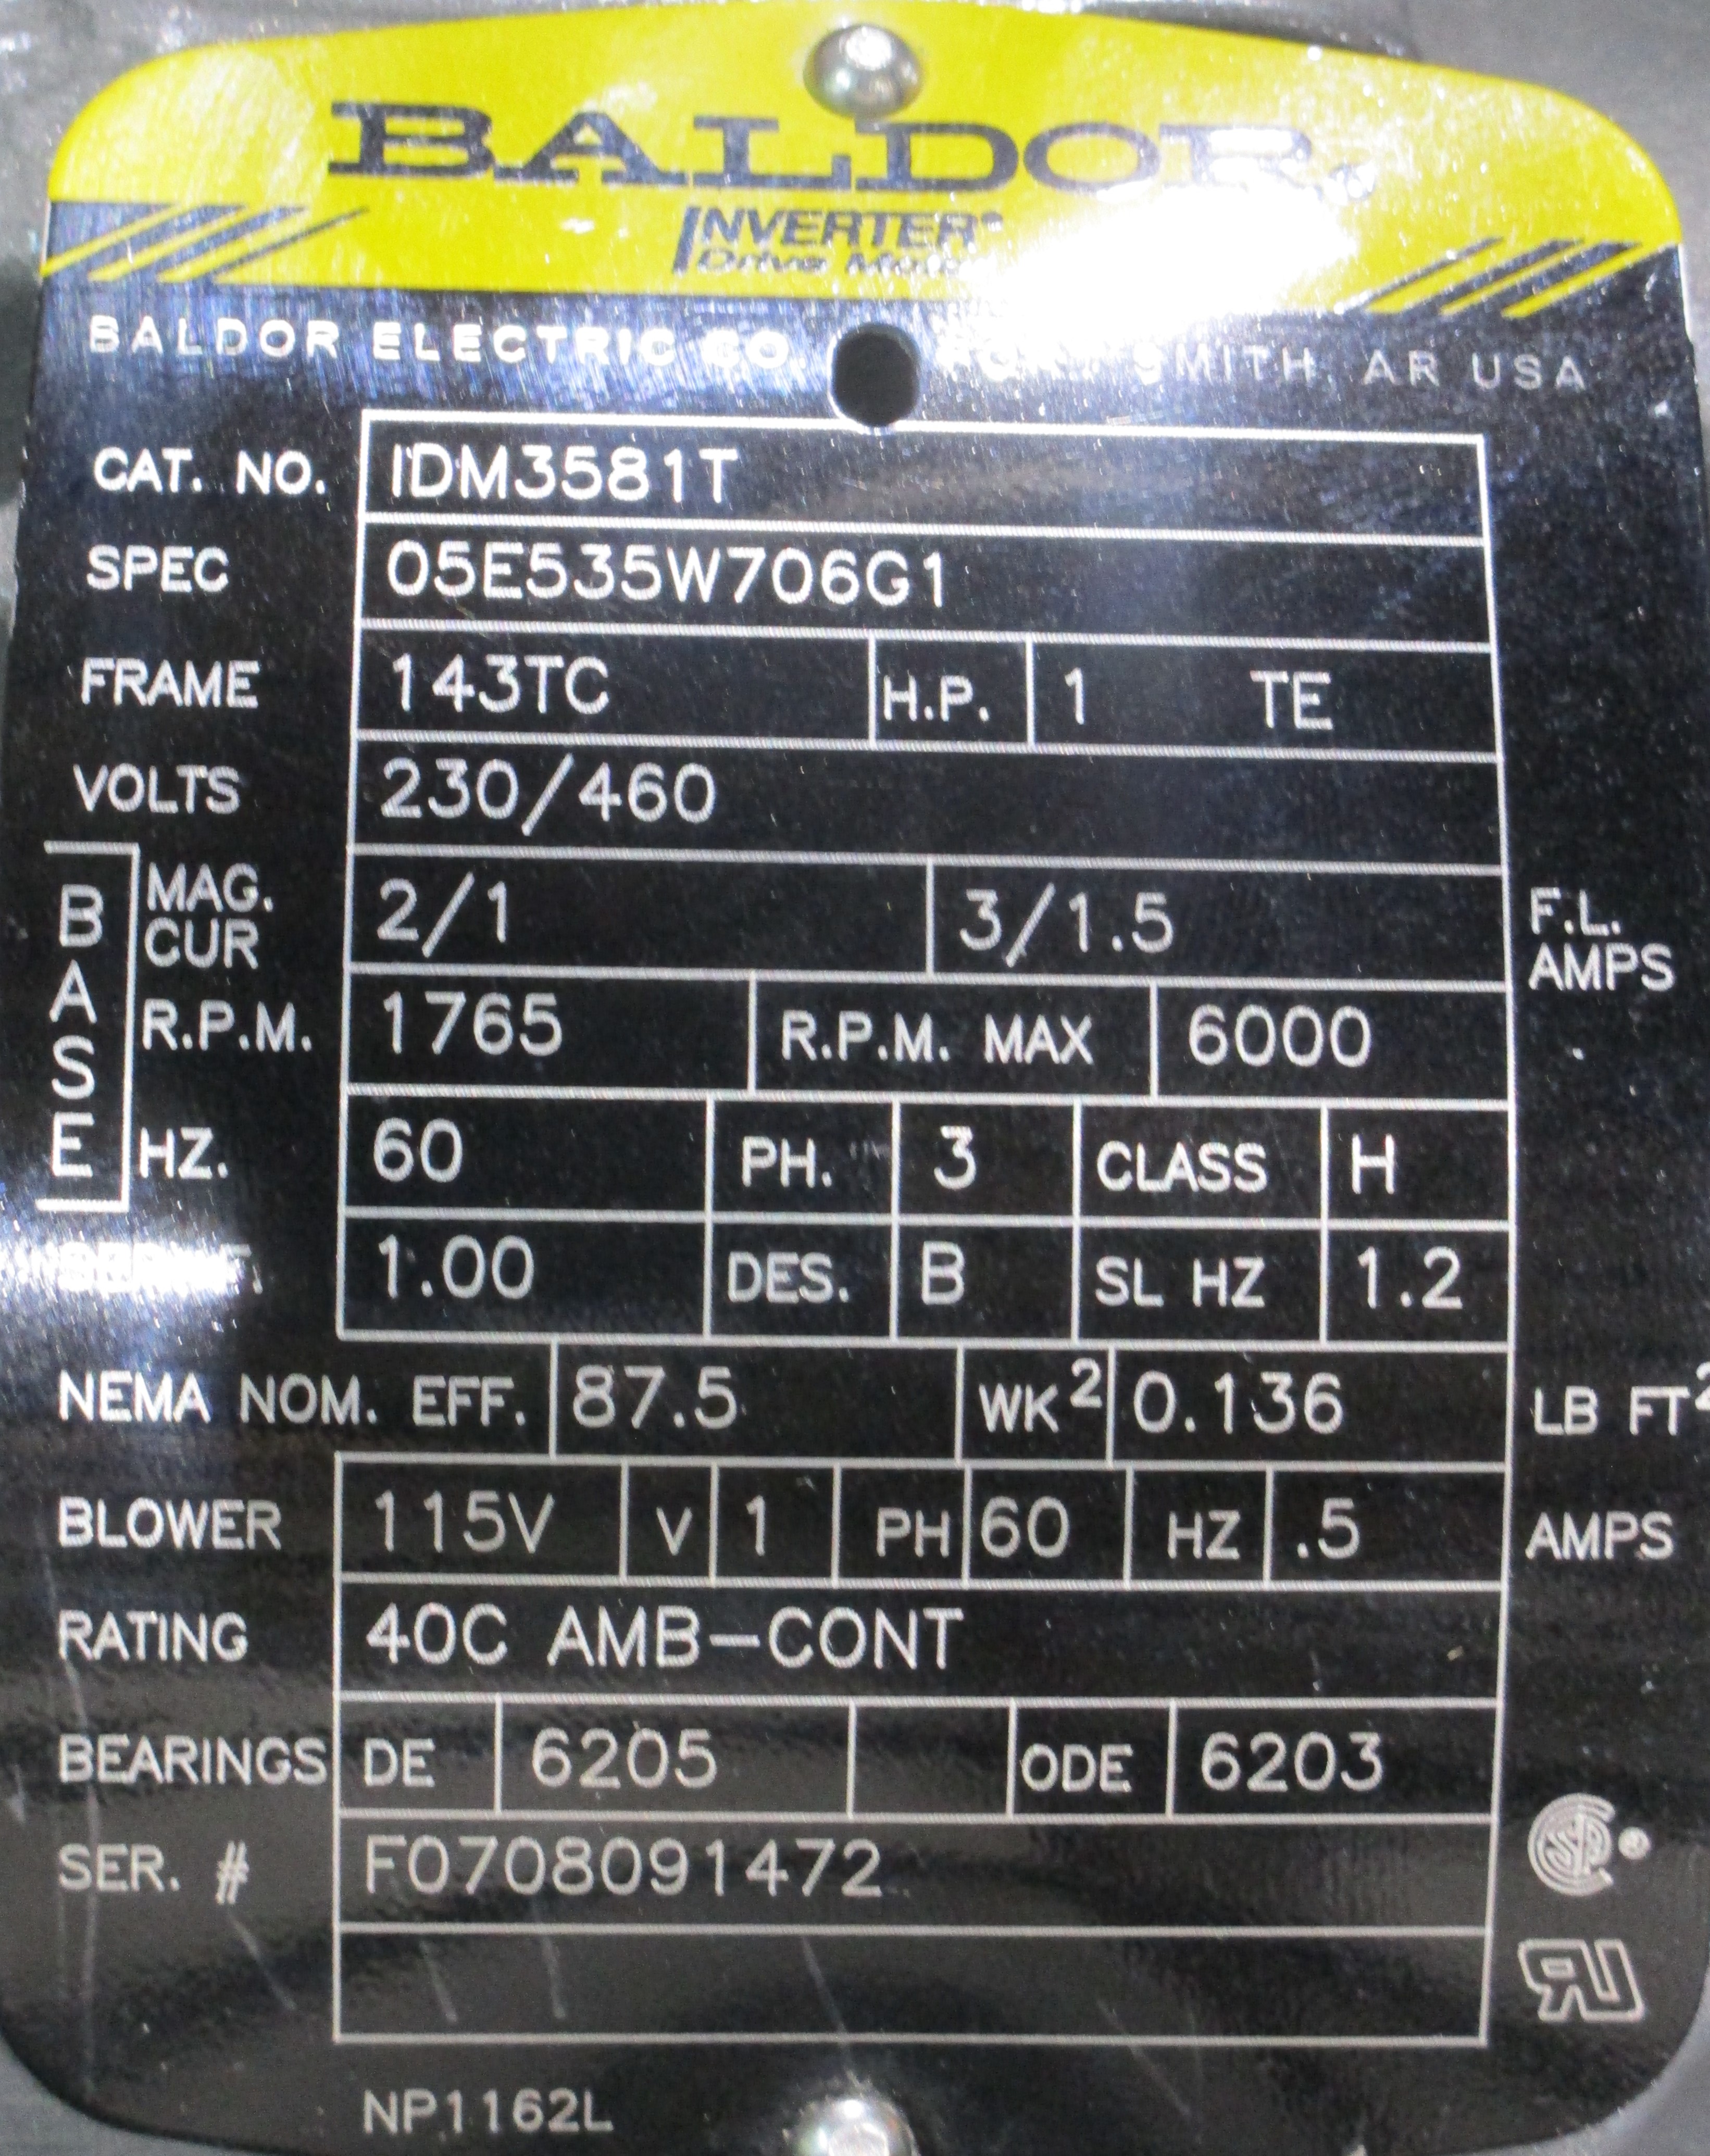 BALDOR
INVERTER®
Drive Motor
BALDOR ELECTRIC CO. SMITH, AR USA
CAT. NO. IDM3581T
SPEC 05E535W706G1
FRAME 143TC H.P. 1 TE
VOLTS 230/460
BASE
MAG. CUR 2/1 3/1.5 F.L. AMPS
R.P.M. 1765 R.P.M. MAX 6000
HZ. 60 PH. 3 CLASS H
1.00 DES. B SL HZ 1.2
NEMA NOM. EFF. 87.5 WK² 0.136 LB FT²
BLOWER 115V V 1 PH 60 HZ .5 AMPS
RATING 40C AMB-CONT
BEARINGS DE 6205 ODE 6203
SER. # F0708091472
NP1162L